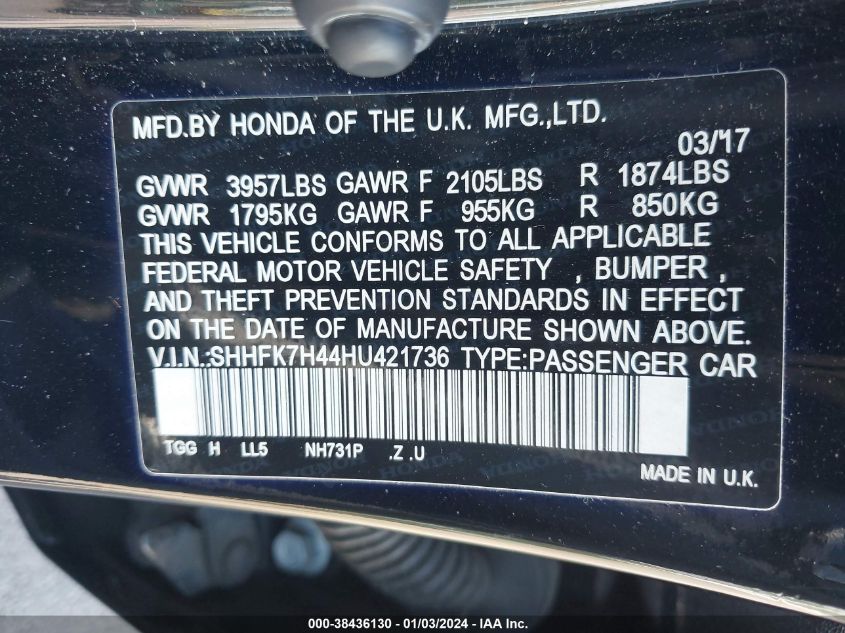 MFD.BY HONDA OF THE U.K. MFG.,LTD.
03/17
GVWR 3957LBS GAWR F 2105LBS R 1874LBS
GVWR 1795KG GAWR F 955KG R 850KG
THIS VEHICLE CONFORMS TO ALL APPLICABLE
FEDERAL MOTOR VEHICLE SAFETY , BUMPER ,
AND THEFT PREVENTION STANDARDS IN EFFECT
ON THE DATE OF MANUFACTURE SHOWN ABOVE.
V.I.N.:SHHFK7H44HU421736 TYPE:PASSENGER CAR
TGG H LL5 NH731P .Z .U
MADE IN U.K.
000-38436130 - 01/03/2024 - IAA Inc.